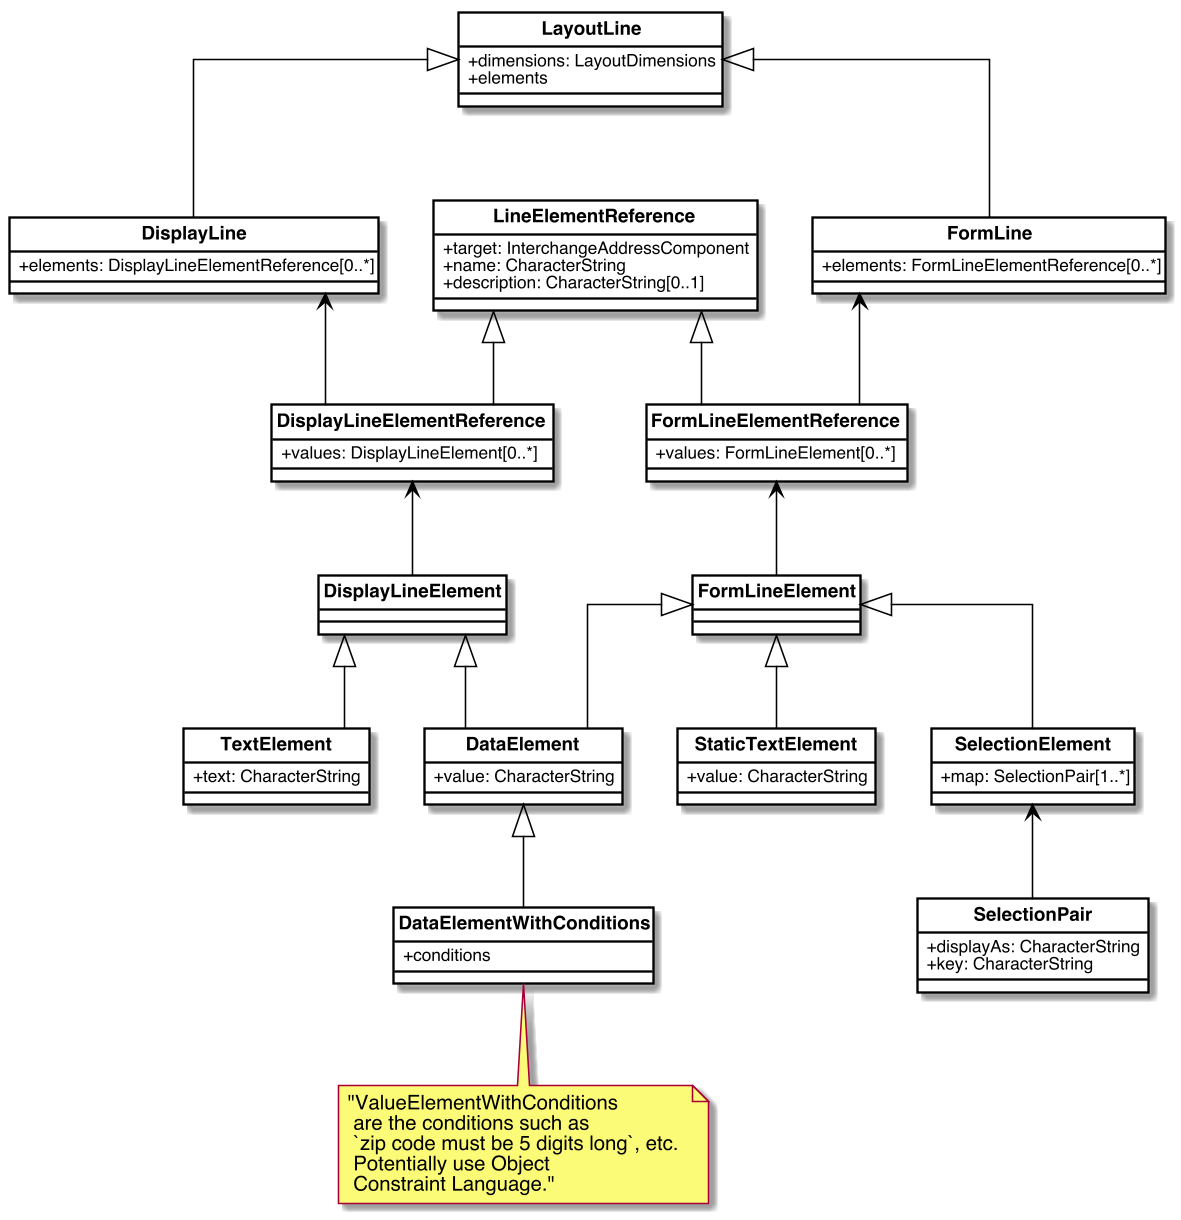 LayoutLine
+dimensions: LayoutDimensions
+elements
DisplayLine
+elements: DisplayLineElementReference[0..*]
LineElementReference
+target: InterchangeAddressComponent
+name: CharacterString
+description: CharacterString[0..1]
FormLine
+elements: FormLineElementReference[0..*]
DisplayLineElementReference
+values: DisplayLineElement[0..*]
FormLineElementReference
+values: FormLineElement[0..*]
DisplayLineElement
FormLineElement
TextElement
+text: CharacterString
DataElement
+value: CharacterString
StaticTextElement
+value: CharacterString
SelectionElement
+map: SelectionPair[1..*]
DataElementWithConditions
+conditions
SelectionPair
+displayAs: CharacterString
+key: CharacterString
"ValueElementWithConditions
are the conditions such as
`zip code must be 5 digits long`, etc.
Potentially use Object
Constraint Language."